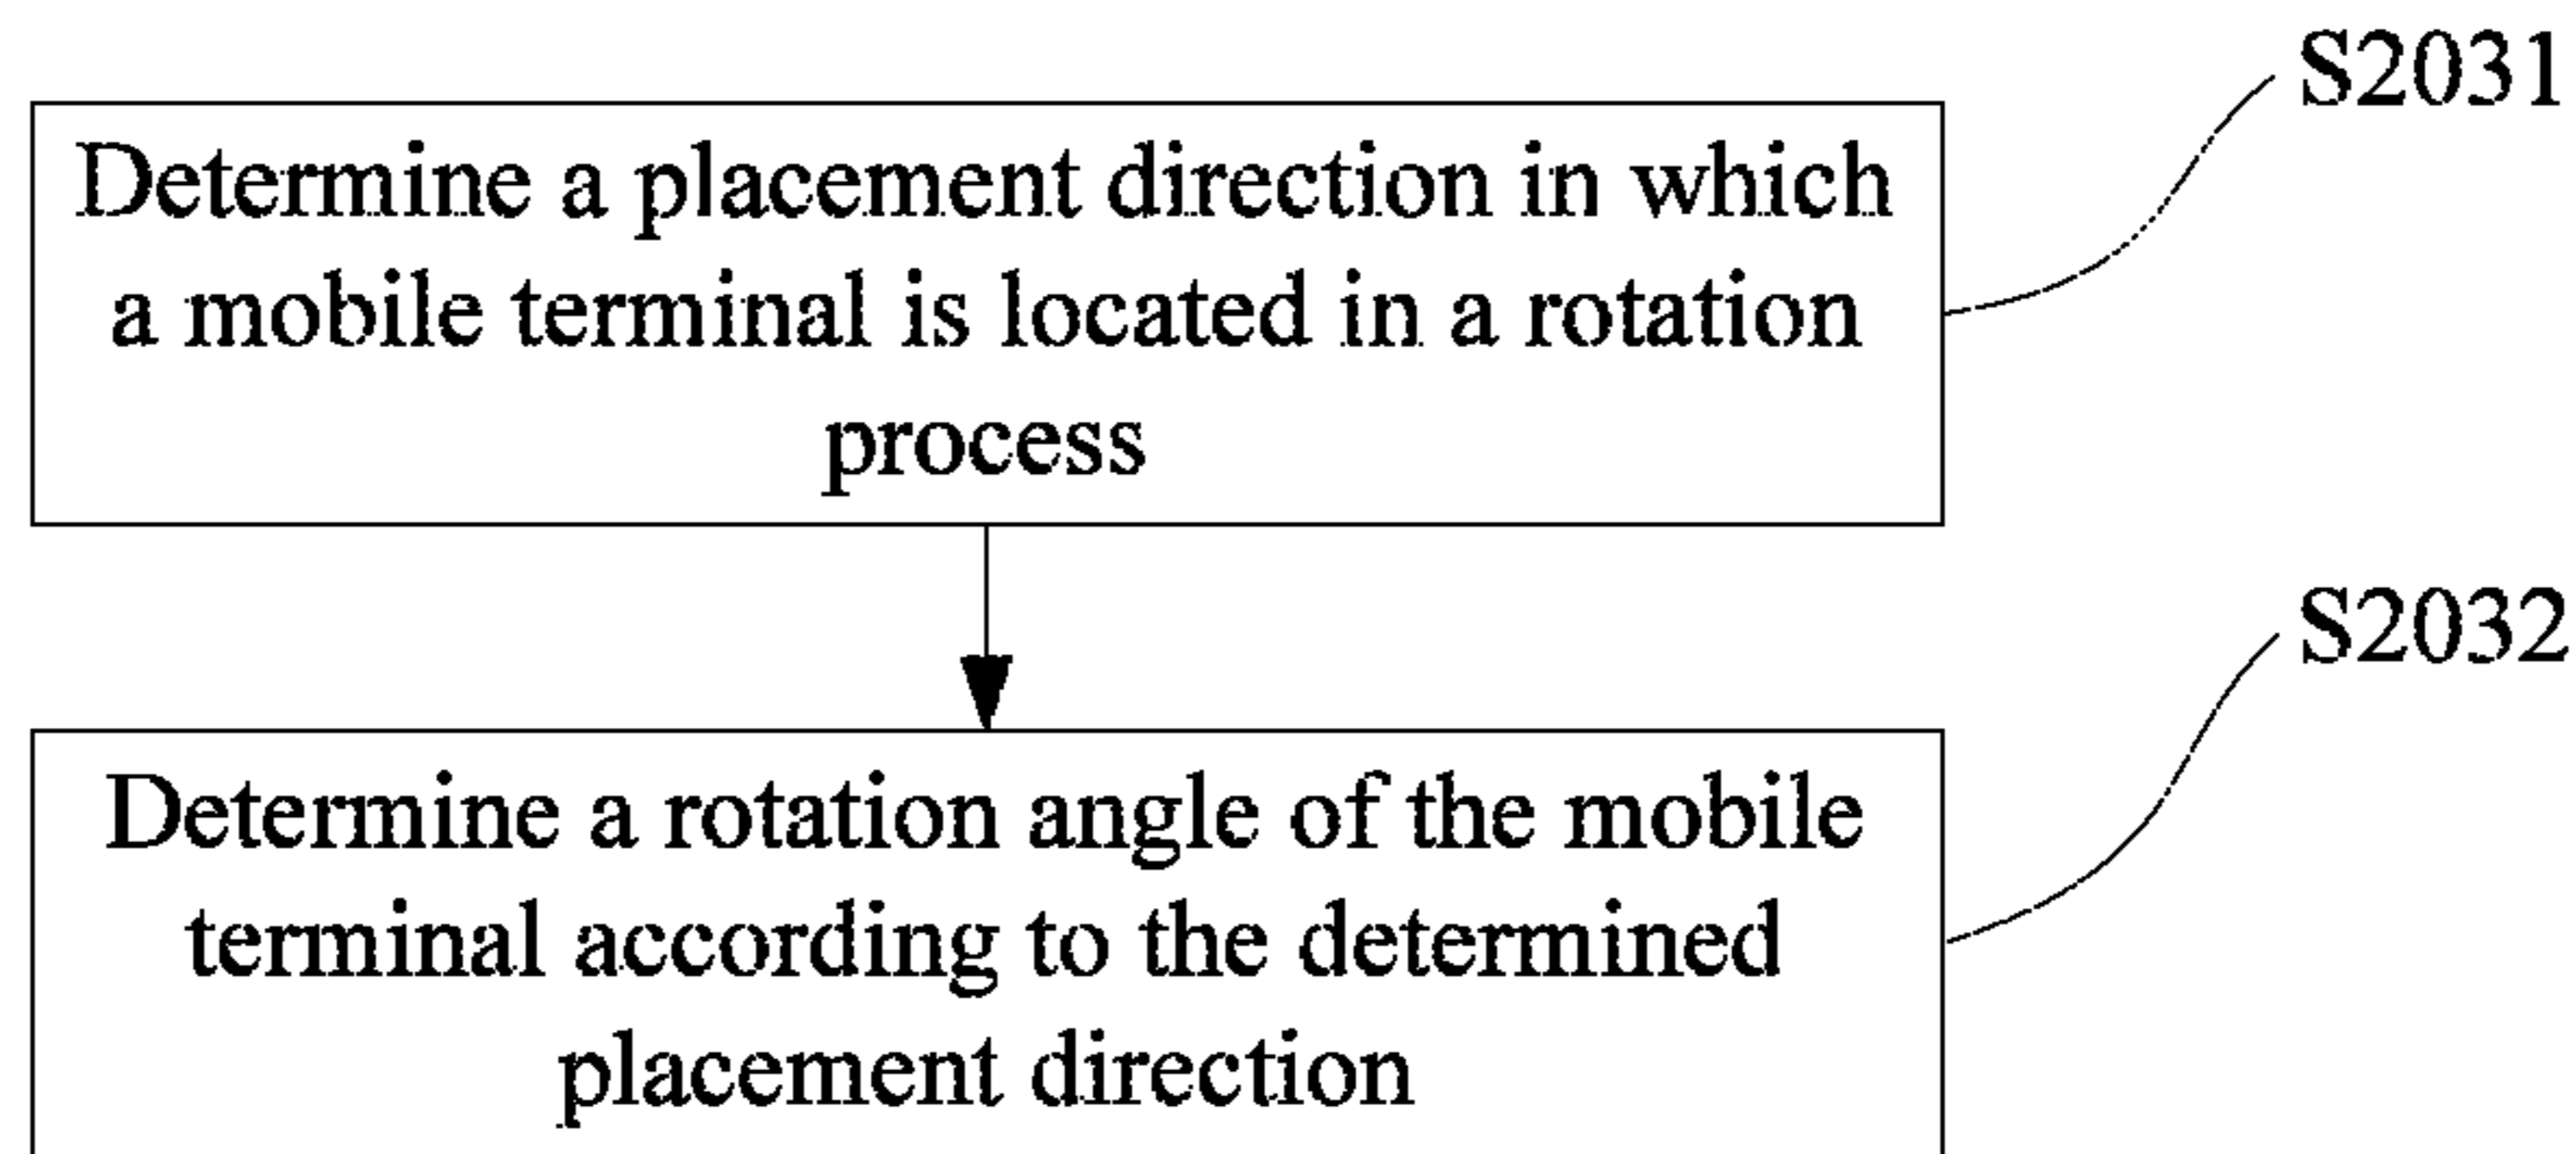 S2031
Determine a placement direction in which
a mobile terminal is located in a rotation
process
S2032
Determine a rotation angle of the mobile
terminal according to the determined
placement direction